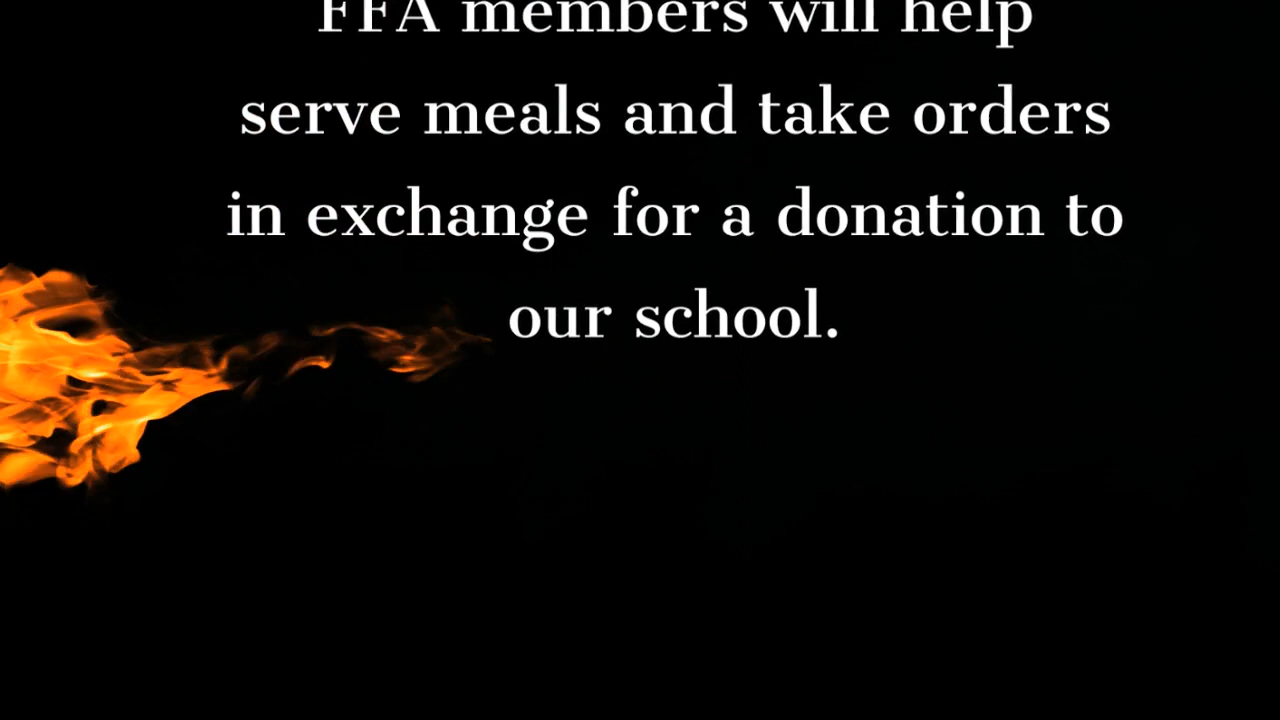 FFA members will help
serve meals and take orders
in exchange for a donation to
our school.